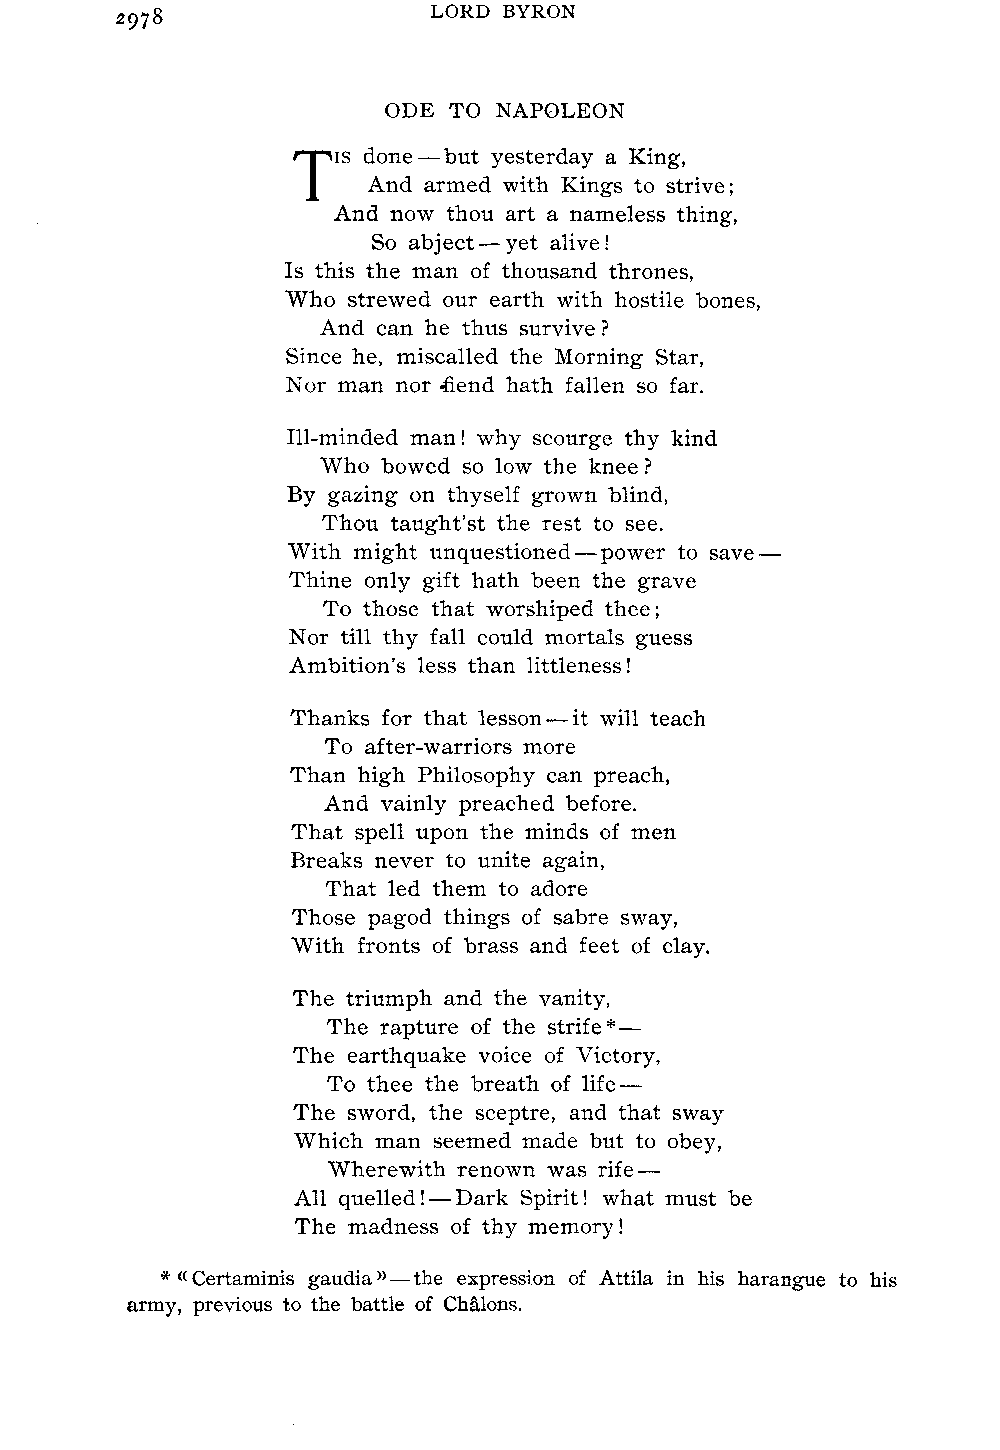 2978
LORD BYRON
ODE TO NAPOLEON
'TIS done—but yesterday a King,
And armed with Kings to strive;
And now thou art a nameless thing,
So abject—yet alive!
Is this the man of thousand thrones,
Who strewed our earth with hostile bones,
And can he thus survive?
Since he, miscalled the Morning Star,
Nor man nor fiend hath fallen so far.
Ill-minded man! why scourge thy kind
Who bowed so low the knee?
By gazing on thyself grown blind,
Thou taught'st the rest to see.
With might unquestioned—power to save—
Thine only gift hath been the grave
To those that worshiped thee;
Nor till thy fall could mortals guess
Ambition's less than littleness!
Thanks for that lesson—it will teach
To after-warriors more
Than high Philosophy can preach,
And vainly preached before.
That spell upon the minds of men
Breaks never to unite again,
That led them to adore
Those pagod things of sabre sway,
With fronts of brass and feet of clay.
The triumph and the vanity,
The rapture of the strife*—
The earthquake voice of Victory,
To thee the breath of life—
The sword, the sceptre, and that sway
Which man seemed made but to obey,
Wherewith renown was rife—
All quelled!—Dark Spirit! what must be
The madness of thy memory!
* «Certaminis gaudia»—the expression of Attila in his harangue to his
army, previous to the battle of Châlons.